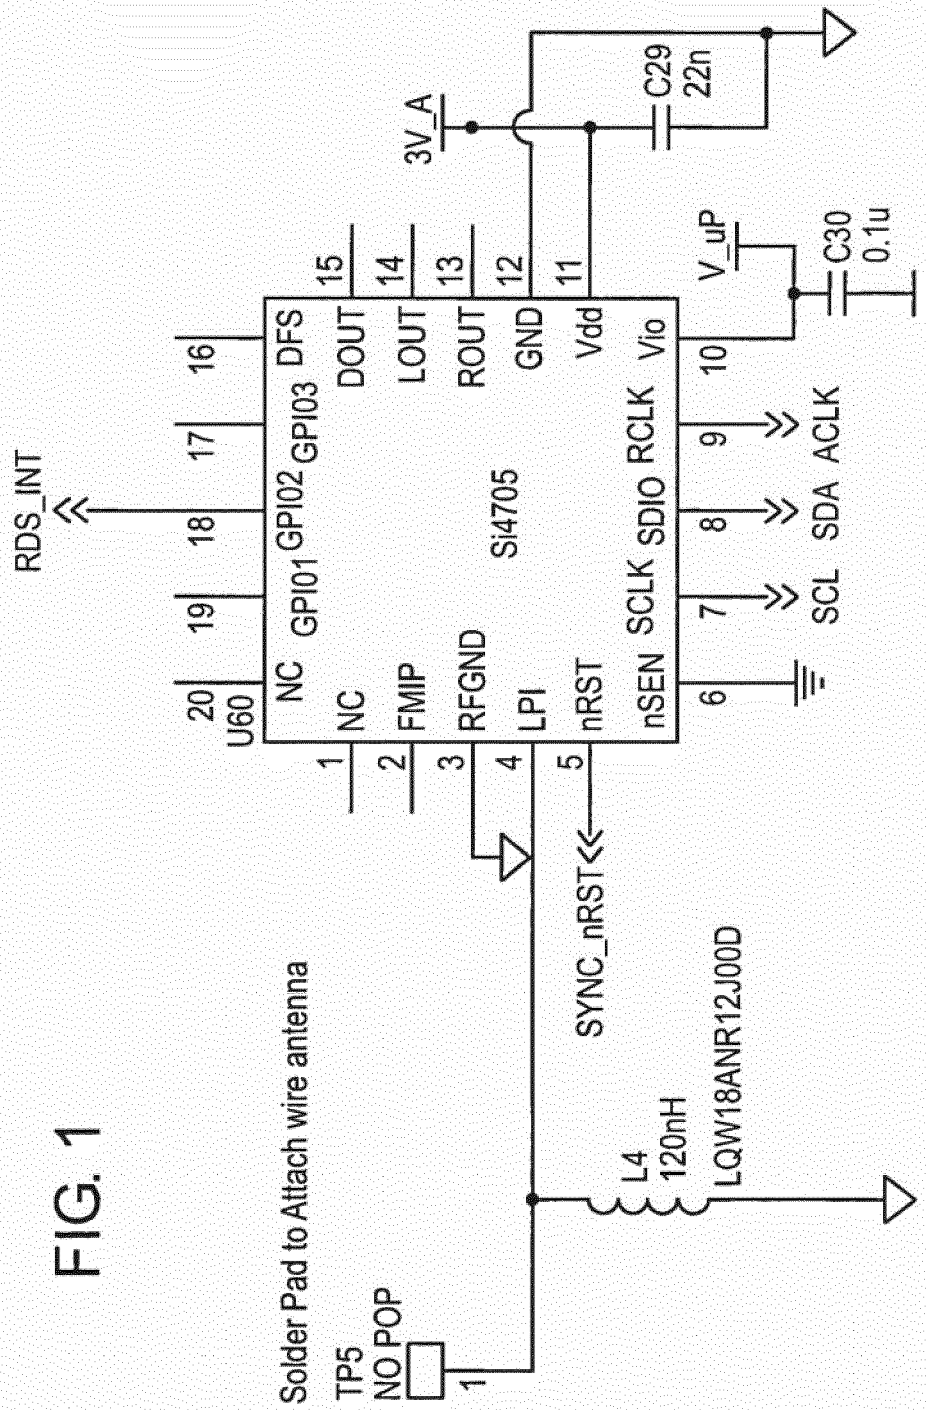 FIG. 1
Solder Pad to Attach wire antenna
TP5
NO POP
1
L4
120nH
LQW18ANR12J00D
RDS_INT
20
19
18
17
16
U60
NC
GPIO1
GPIO2
GPIO3
DFS
1
NC
DOUT
15
2
FMIP
LOUT
14
3
RFGND
ROUT
13
4
LPI
GND
12
5
nRST
Vdd
11
Si4705
nSEN
SCLK
SDIO
RCLK
Vio
6
7
8
9
10
SYNC_nRST
SCL
SDA
ACLK
3V_A
C29
22n
V_uP
C30
0.1u